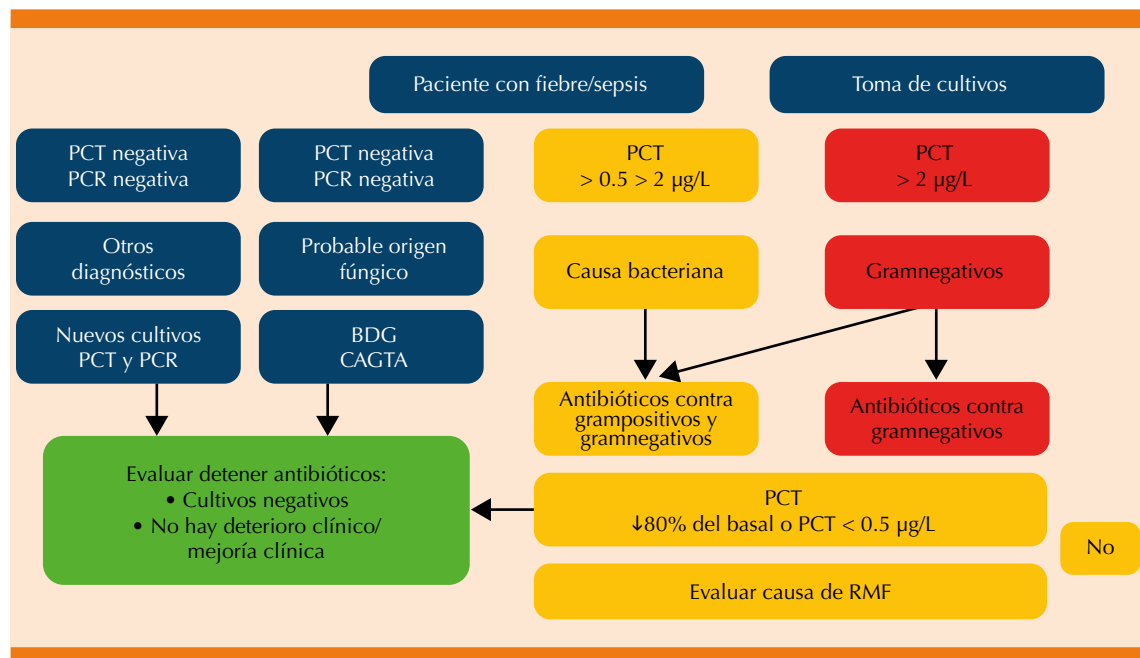 Paciente con fiebre/sepsis
Toma de cultivos
PCT negativa
PCR negativa
PCT negativa
PCR negativa
PCT
> 0.5 > 2 µg/L
PCT
> 2 µg/L
Otros
diagnósticos
Probable origen
fúngico
Causa bacteriana
Gramnegativos
Nuevos cultivos
PCT y PCR
BDG
CAGTA
Antibióticos contra
grampositivos y
gramnegativos
Antibióticos contra
gramnegativos
Evaluar detener antibióticos:
• Cultivos negativos
• No hay deterioro clínico/
mejoría clínica
PCT
↓80% del basal o PCT < 0.5 µg/L
No
Evaluar causa de RMF